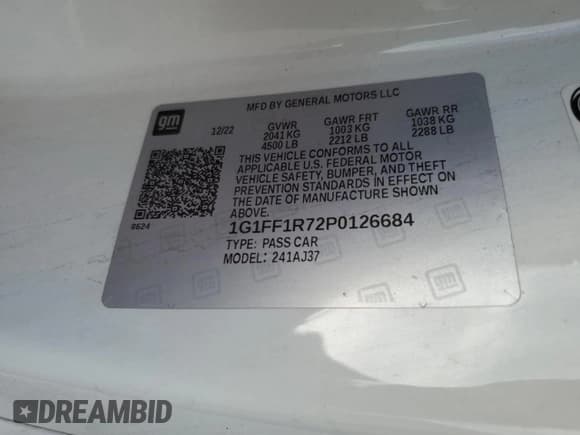 MFD BY GENERAL MOTORS LLC
gm
12/22 GVWR GAWR FRT GAWR RR
2041 KG 1003 KG 1038 KG
4500 LB 2212 LB 2288 LB
THIS VEHICLE CONFORMS TO ALL
APPLICABLE U.S. FEDERAL MOTOR
VEHICLE SAFETY, BUMPER, AND THEFT
PREVENTION STANDARDS IN EFFECT ON
THE DATE OF MANUFACTURE SHOWN
ABOVE.
8624
1G1FF1R72P0126684
TYPE: PASS CAR
MODEL: 241AJ37
DREAMBID